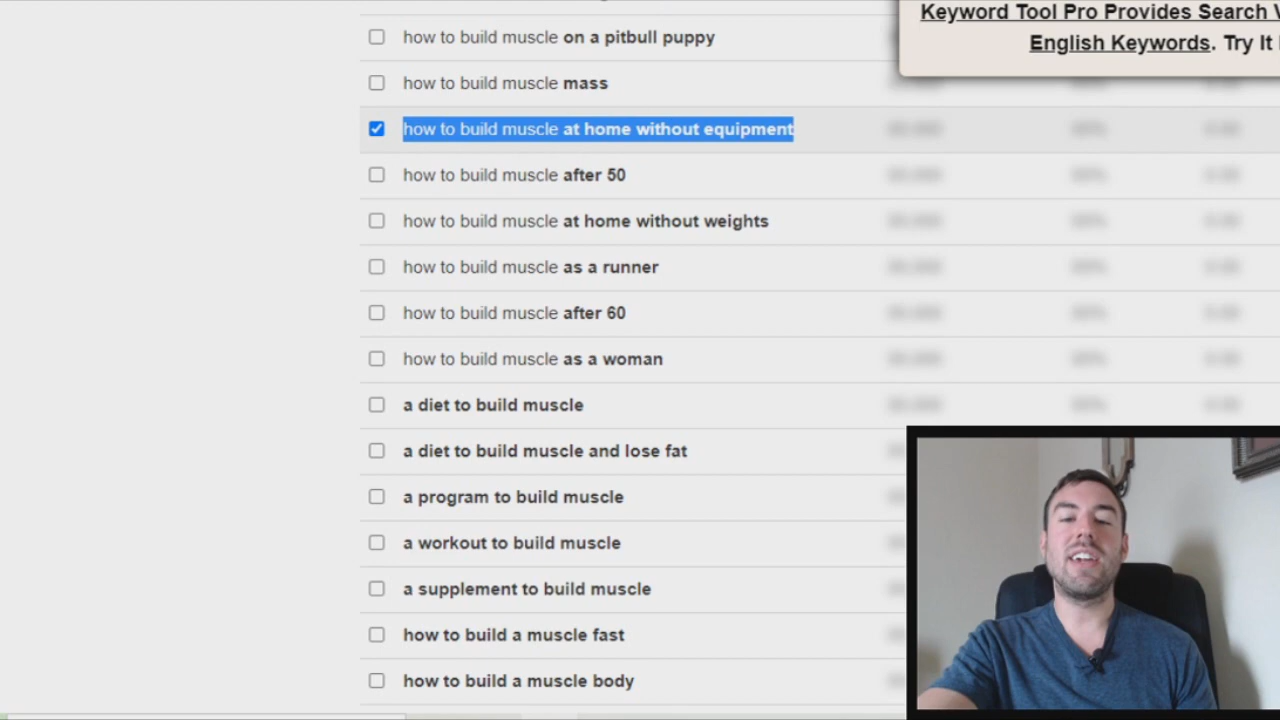 Keyword Tool Pro Provides Search
English Keywords. Try It
how to build muscle on a pitbull puppy
how to build muscle mass
how to build muscle at home without equipment
how to build muscle after 50
how to build muscle at home without weights
how to build muscle as a runner
how to build muscle after 60
how to build muscle as a woman
a diet to build muscle
a diet to build muscle and lose fat
a program to build muscle
a workout to build muscle
a supplement to build muscle
how to build a muscle fast
how to build a muscle body